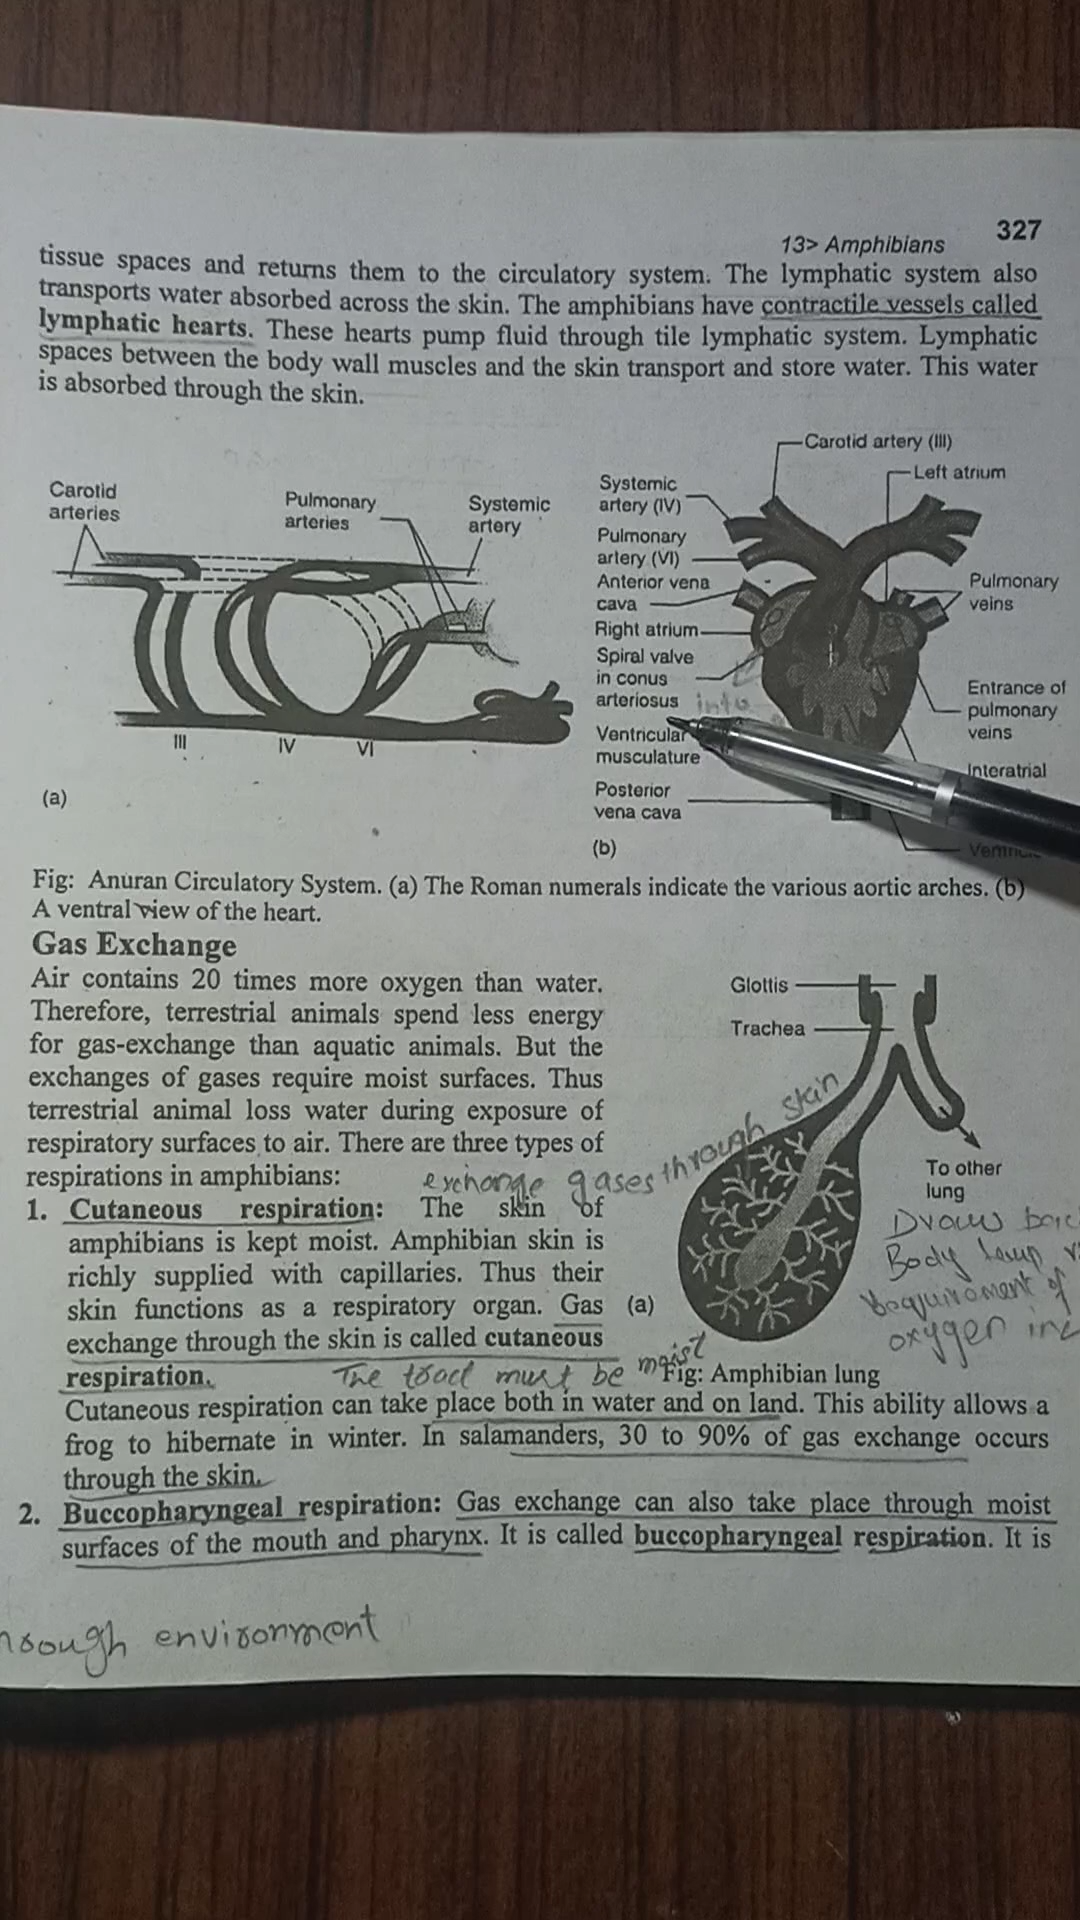 327
13> Amphibians
tissue spaces and returns them to the circulatory system. The lymphatic system also
transports water absorbed across the skin. The amphibians have contractile vessels called
lymphatic hearts. These hearts pump fluid through tile lymphatic system. Lymphatic
spaces between the body wall muscles and the skin transport and store water. This water
is absorbed through the skin.
Carotid
arteries
Pulmonary
arteries
Systemic
artery
III
IV
VI
(a)
Carotid artery (III)
Left atrium
Systemic
artery (IV)
Pulmonary
artery (VI)
Anterior vena
cava
Right atrium
Spiral valve
in conus
arteriosus
into
Ventricular
musculature
Posterior
vena cava
Pulmonary
veins
Entrance of
pulmonary
veins
Interatrial
(b)
Fig: Anuran Circulatory System. (a) The Roman numerals indicate the various aortic arches. (b)
A ventral view of the heart.
Gas Exchange
Air contains 20 times more oxygen than water.
Therefore, terrestrial animals spend less energy
for gas-exchange than aquatic animals. But the
exchanges of gases require moist surfaces. Thus
terrestrial animal loss water during exposure of
respiratory surfaces to air. There are three types of
respirations in amphibians:
exchange gases through skin
1. Cutaneous respiration: The skin of
amphibians is kept moist. Amphibian skin is
richly supplied with capillaries. Thus their
skin functions as a respiratory organ. Gas
exchange through the skin is called cutaneous
respiration.
The toad must be moist
Glottis
Trachea
To other
lung
(a)
Body
of
oxygen
Fig: Amphibian lung
Cutaneous respiration can take place both in water and on land. This ability allows a
frog to hibernate in winter. In salamanders, 30 to 90% of gas exchange occurs
through the skin.
2. Buccopharyngeal respiration: Gas exchange can also take place through moist
surfaces of the mouth and pharynx. It is called buccopharyngeal respiration. It is
environment